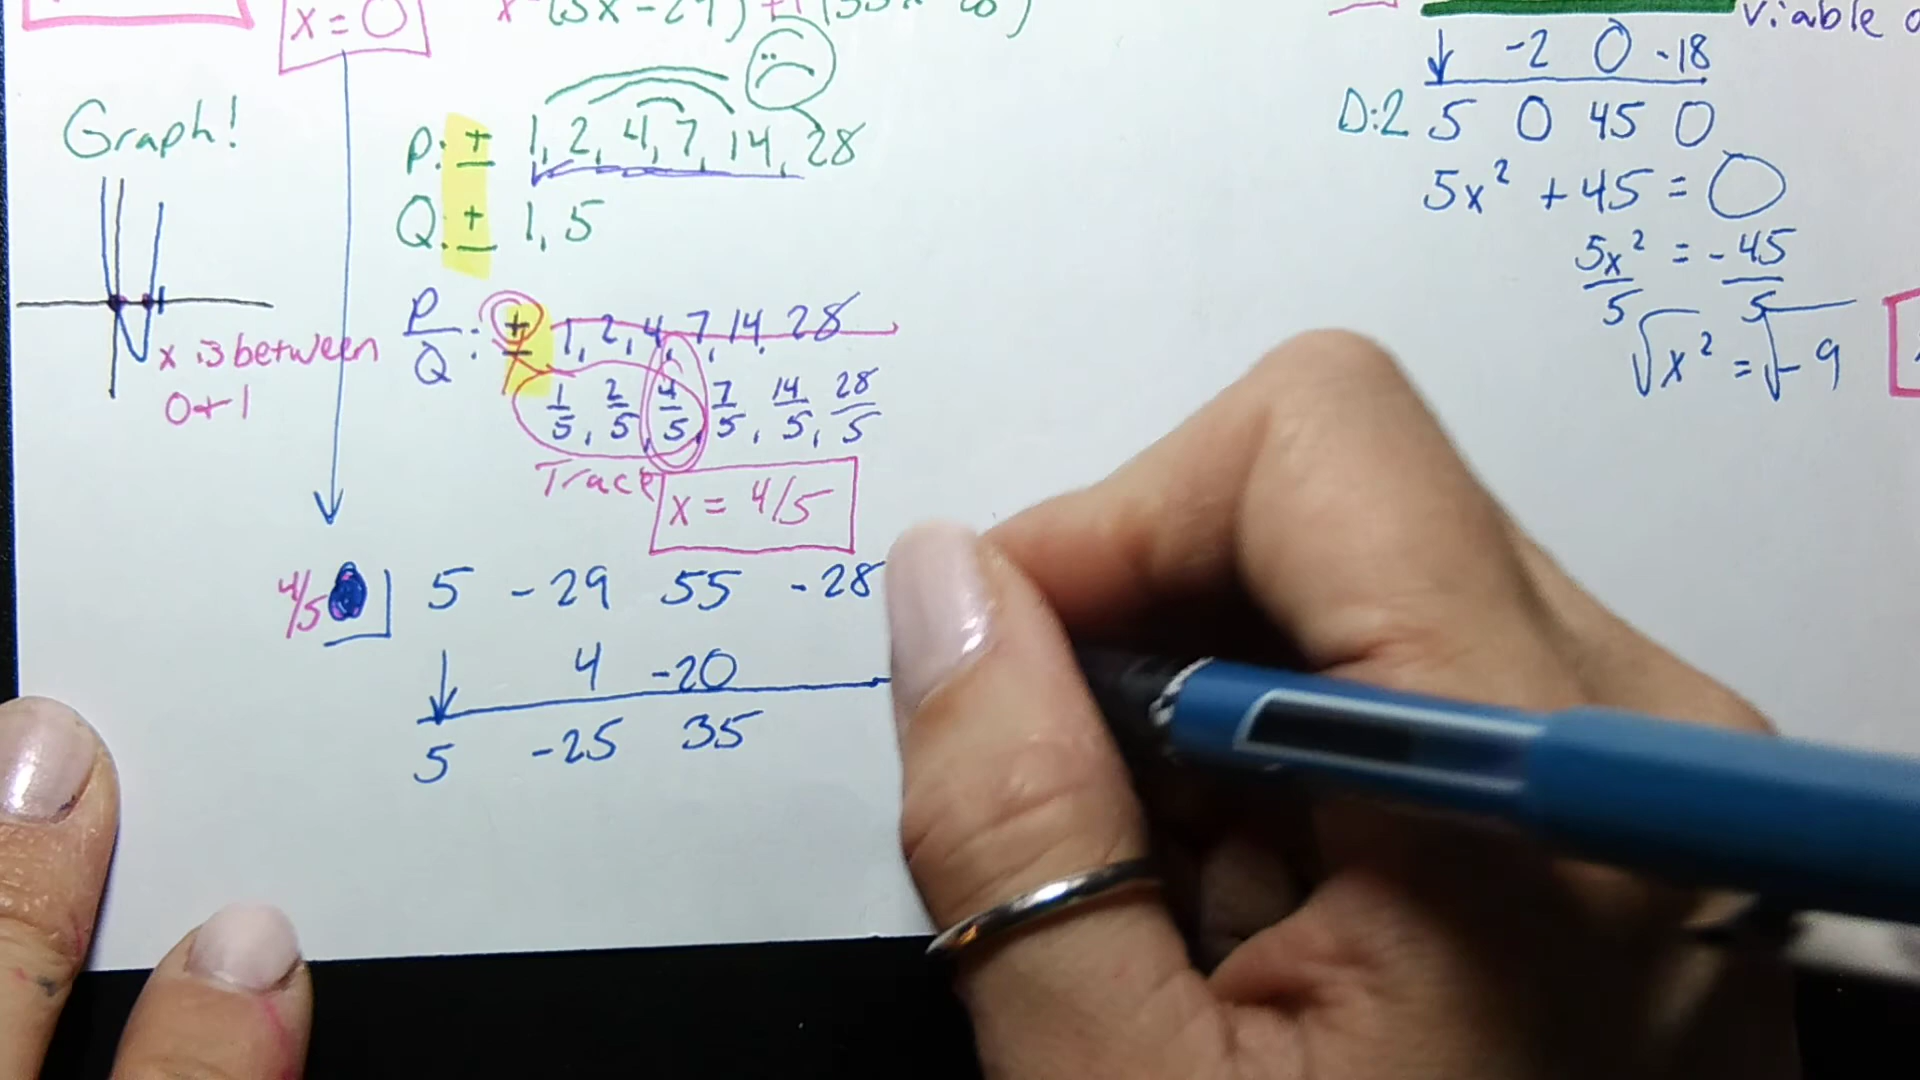 x = 0
Graph!
P: ± 1, 2, 4, 7, 14, 28
Q: ± 1, 5
P/Q: ± 1, 2, 4, 7, 14, 28
1/5, 2/5, 4/5, 7/5, 14/5, 28/5
x is between
0 + 1
Trace
x = 4/5
4/5 5 -29 55 -28
4 -20
5 -25 35
viable
-2 0 -18
D:2 5 0 45 0
5x² + 45 = 0
5x² = -45
5 5
√x² = √-9